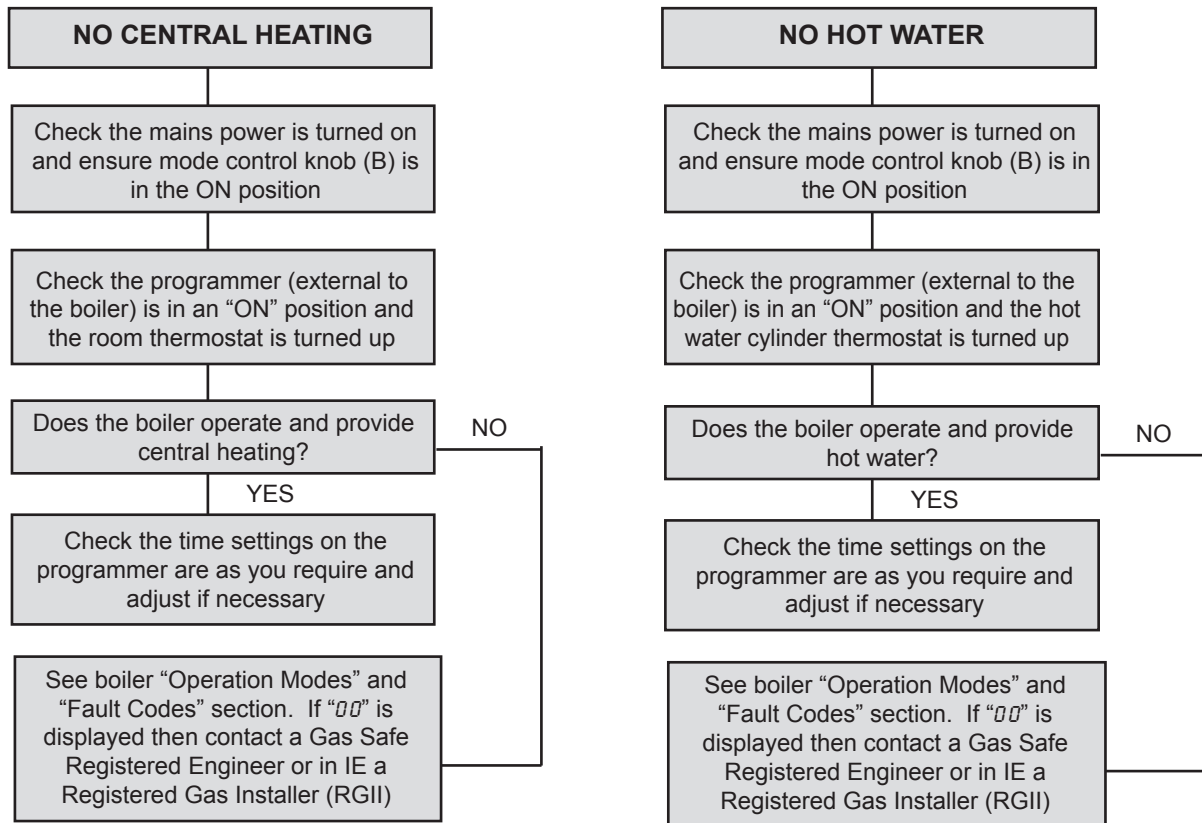 NO CENTRAL HEATING
Check the mains power is turned on
and ensure mode control knob (B) is
in the ON position
Check the programmer (external to
the boiler) is in an “ON” position and
the room thermostat is turned up
Does the boiler operate and provide
central heating?
NO
YES
Check the time settings on the
programmer are as you require and
adjust if necessary
See boiler “Operation Modes” and
“Fault Codes” section. If “00” is
displayed then contact a Gas Safe
Registered Engineer or in IE a
Registered Gas Installer (RGII)
NO HOT WATER
Check the mains power is turned on
and ensure mode control knob (B) is in
the ON position
Check the programmer (external to the
boiler) is in an “ON” position and the hot
water cylinder thermostat is turned up
Does the boiler operate and provide
hot water?
NO
YES
Check the time settings on the
programmer are as you require and
adjust if necessary
See boiler “Operation Modes” and
“Fault Codes” section. If “00” is
displayed then contact a Gas Safe
Registered Engineer or in IE a
Registered Gas Installer (RGII)